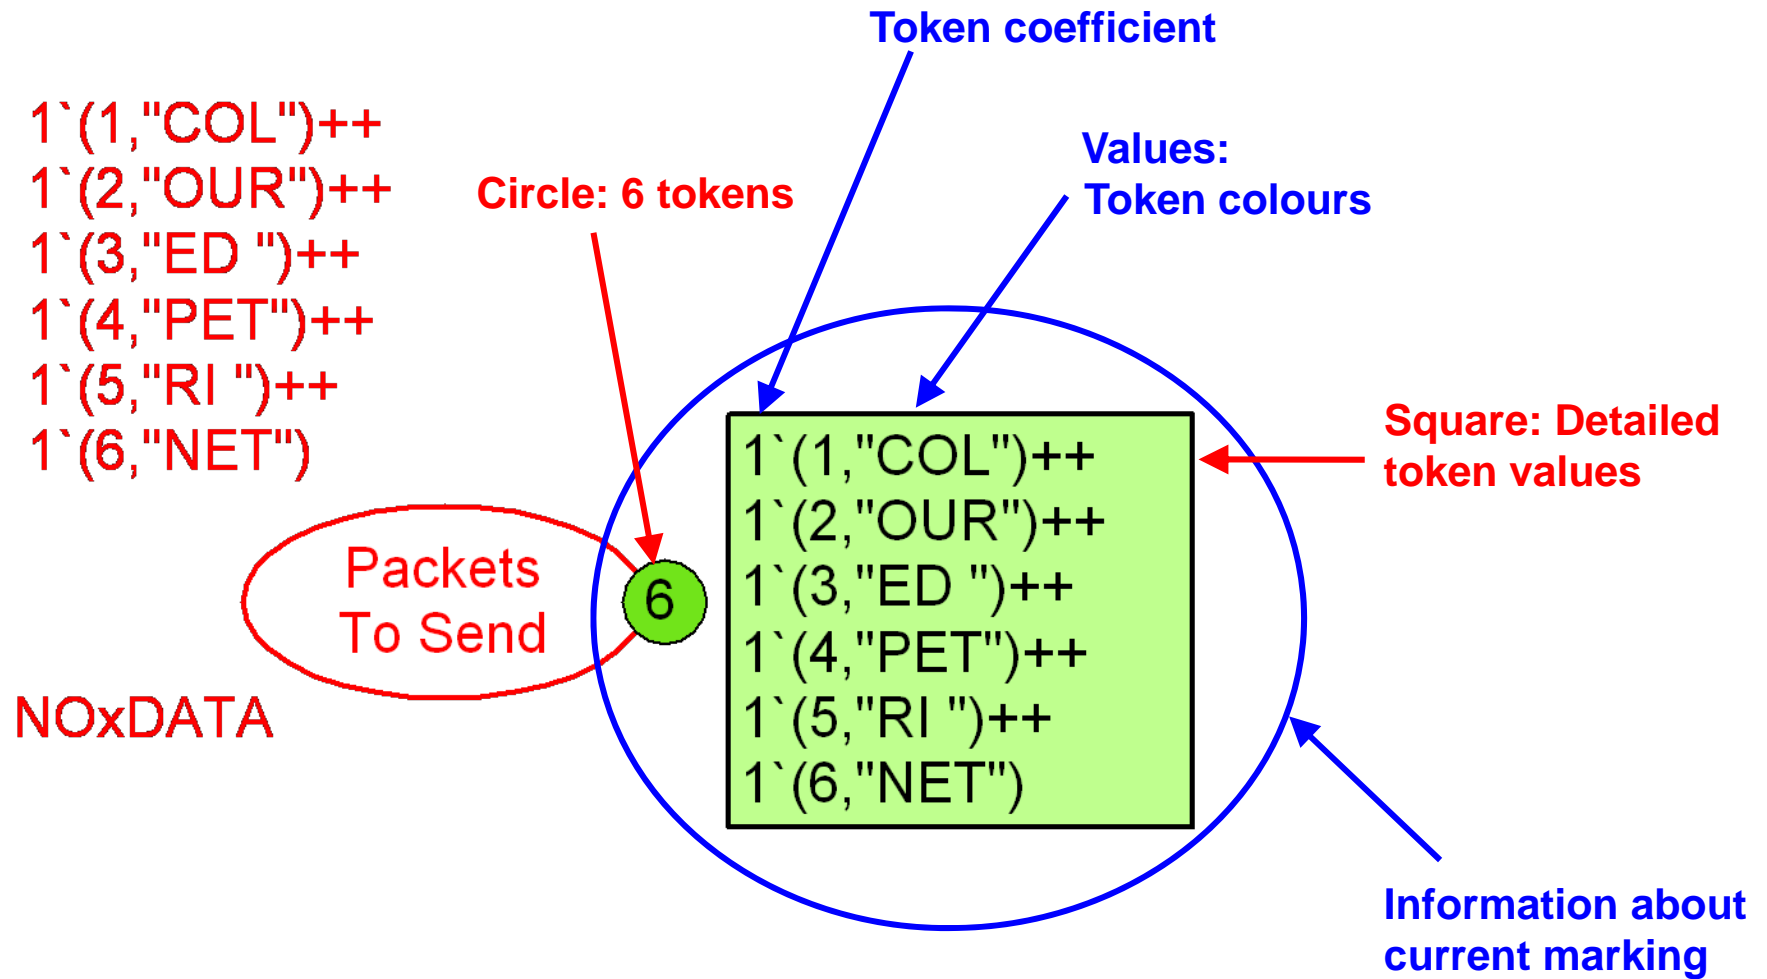 Token coefficient
1`(1,"COL")++
1`(2,"OUR")++
1`(3,"ED ")++
1`(4,"PET")++
1`(5,"RI ")++
1`(6,"NET")
Circle: 6 tokens
Values:
Token colours
Packets
To Send
6
NOxDATA
1`(1,"COL")++
1`(2,"OUR")++
1`(3,"ED ")++
1`(4,"PET")++
1`(5,"RI ")++
1`(6,"NET")
Square: Detailed
token values
Information about
current marking